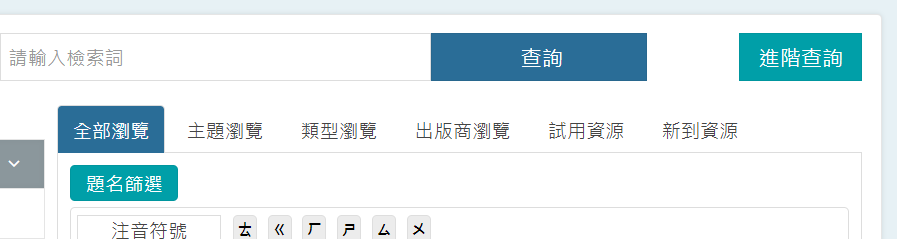 請輸入檢索詞 查詢 進階查詢
全部瀏覽 主題瀏覽 類型瀏覽 出版商瀏覽 試用資源 新到資源
題名篩選
注音符號 ㄊ ㄍ ㄏ ㄕ ㄙ ㄨ